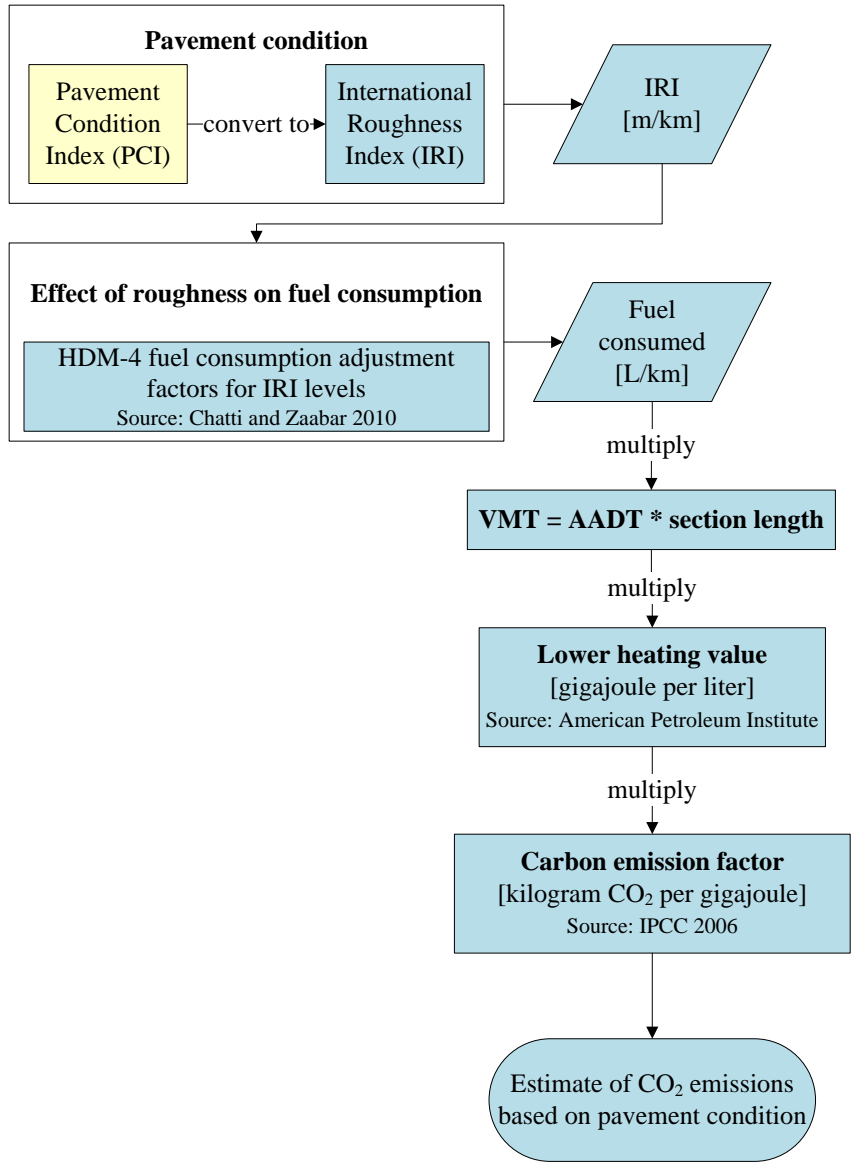 Pavement condition
Pavement
Condition
Index (PCI)
convert to
International
Roughness
Index (IRI)
IRI
[m/km]
Effect of roughness on fuel consumption
HDM-4 fuel consumption adjustment
factors for IRI levels
Source: Chatti and Zaabar 2010
Fuel
consumed
[L/km]
multiply
VMT = AADT * section length
multiply
Lower heating value
[gigajoule per liter]
Source: American Petroleum Institute
multiply
Carbon emission factor
[kilogram CO₂ per gigajoule]
Source: IPCC 2006
Estimate of CO₂ emissions
based on pavement condition